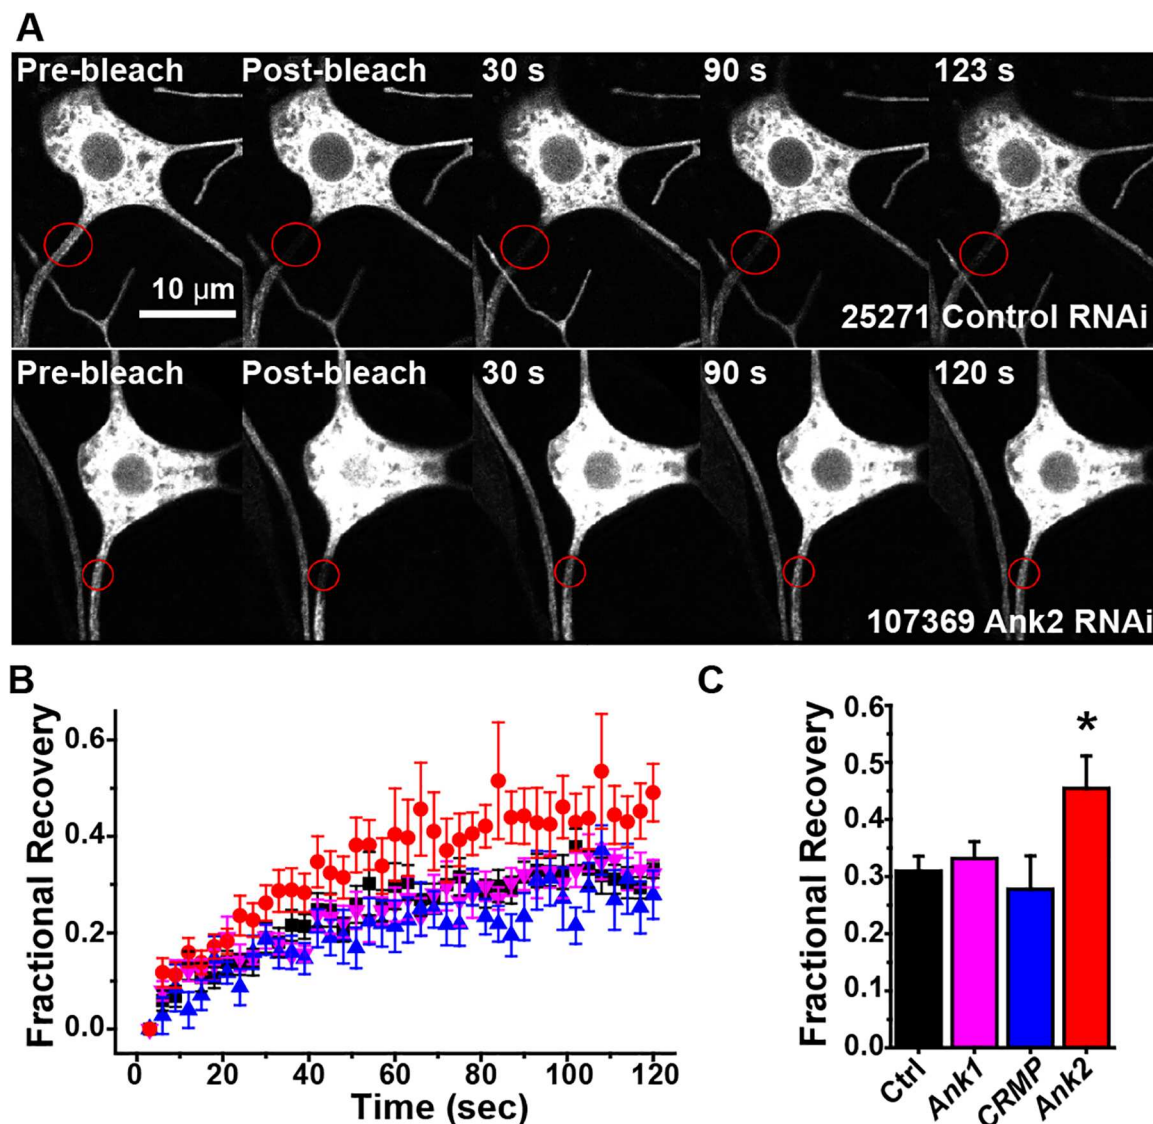 A
Pre-bleach Post-bleach 30 s 90 s 123 s
10 µm
25271 Control RNAi
Pre-bleach Post-bleach 30 s 90 s 120 s
107369 Ank2 RNAi
B
Fractional Recovery
0.6
0.4
0.2
0.0
0 20 40 60 80 100 120
Time (sec)
C
Fractional Recovery
0.6
0.5
0.4
0.3
0.2
0.1
0.0
*
Ctrl Ank1 CRMP Ank2